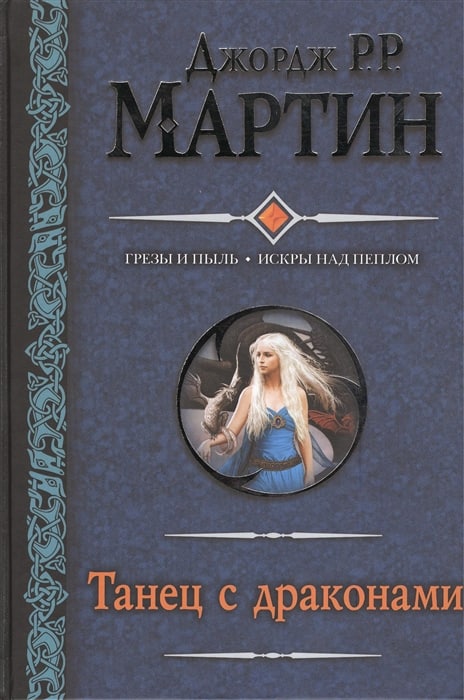 Джордж Р.Р.
МАРТИН
ГРЕЗЫ И ПЫЛЬ • ИСКРЫ НАД ПЕПЛОМ
Танец с драконами